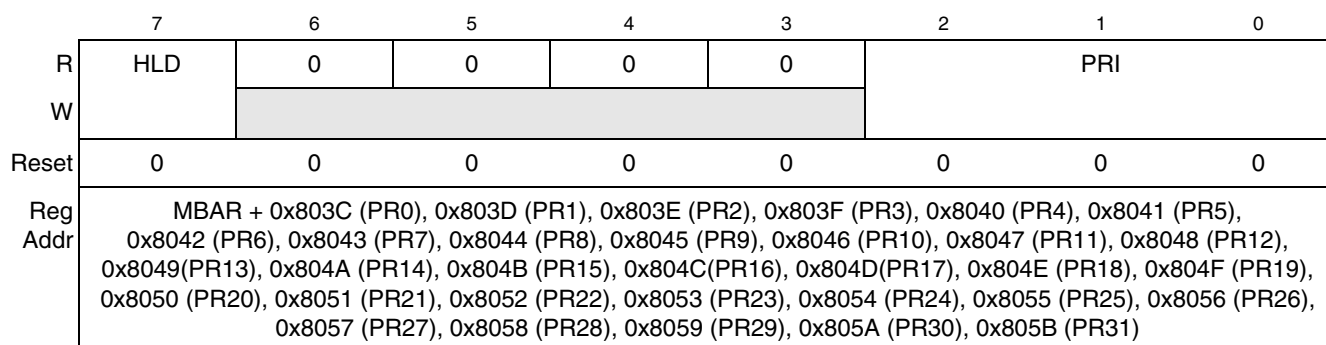 7 6 5 4 3 2 1 0
R HLD 0 0 0 0 PRI
W
Reset 0 0 0 0 0 0 0 0
Reg MBAR + 0x803C (PR0), 0x803D (PR1), 0x803E (PR2), 0x803F (PR3), 0x8040 (PR4), 0x8041 (PR5),
Addr 0x8042 (PR6), 0x8043 (PR7), 0x8044 (PR8), 0x8045 (PR9), 0x8046 (PR10), 0x8047 (PR11), 0x8048 (PR12),
0x8049(PR13), 0x804A (PR14), 0x804B (PR15), 0x804C(PR16), 0x804D(PR17), 0x804E (PR18), 0x804F (PR19),
0x8050 (PR20), 0x8051 (PR21), 0x8052 (PR22), 0x8053 (PR23), 0x8054 (PR24), 0x8055 (PR25), 0x8056 (PR26),
0x8057 (PR27), 0x8058 (PR28), 0x8059 (PR29), 0x805A (PR30), 0x805B (PR31)